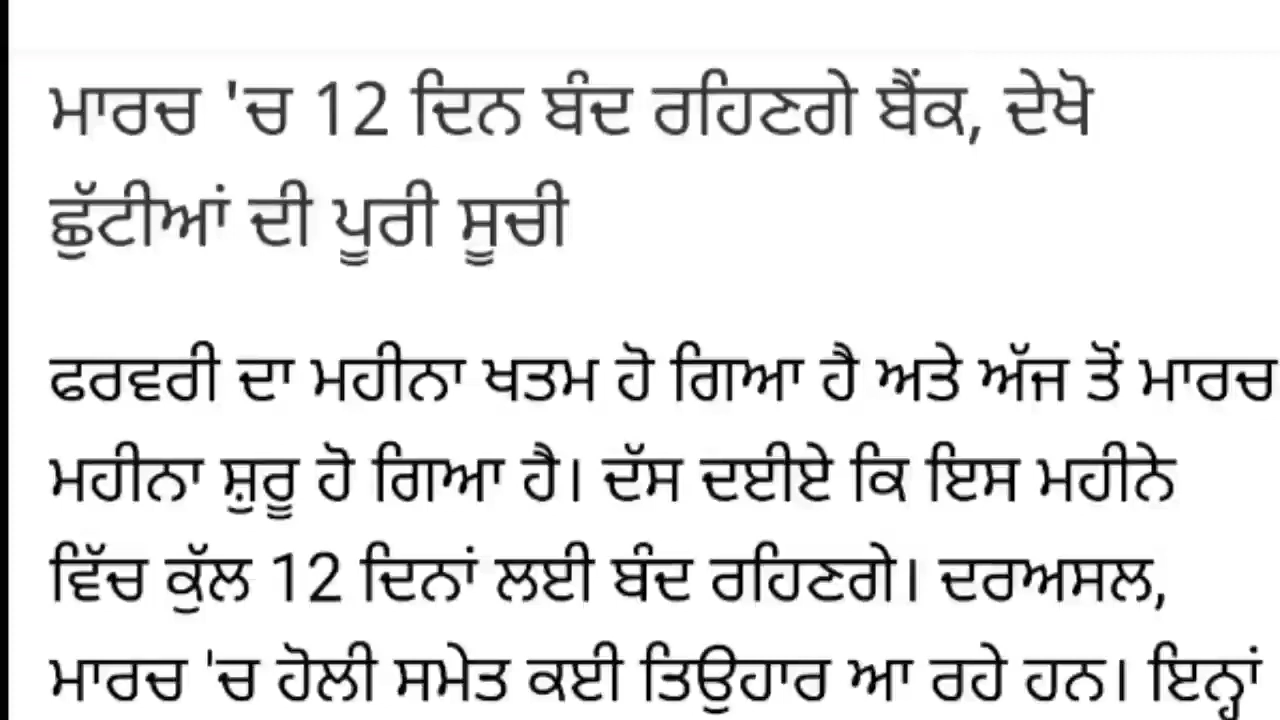 ਮਾਰਚ 'ਚ 12 ਦਿਨ ਬੰਦ ਰਹਿਣਗੇ ਬੈਂਕ, ਦੇਖੋ
ਛੁੱਟੀਆਂ ਦੀ ਪੂਰੀ ਸੂਚੀ
ਫਰਵਰੀ ਦਾ ਮਹੀਨਾ ਖਤਮ ਹੋ ਗਿਆ ਹੈ ਅਤੇ ਅੱਜ ਤੋਂ ਮਾਰਚ
ਮਹੀਨਾ ਸ਼ੁਰੂ ਹੋ ਗਿਆ ਹੈ। ਦੱਸ ਦਈਏ ਕਿ ਇਸ ਮਹੀਨੇ
ਵਿੱਚ ਕੁੱਲ 12 ਦਿਨਾਂ ਲਈ ਬੰਦ ਰਹਿਣਗੇ। ਦਰਅਸਲ,
ਮਾਰਚ 'ਚ ਹੋਲੀ ਸਮੇਤ ਕਈ ਤਿਉਹਾਰ ਆ ਰਹੇ ਹਨ। ਇਨ੍ਹਾਂ